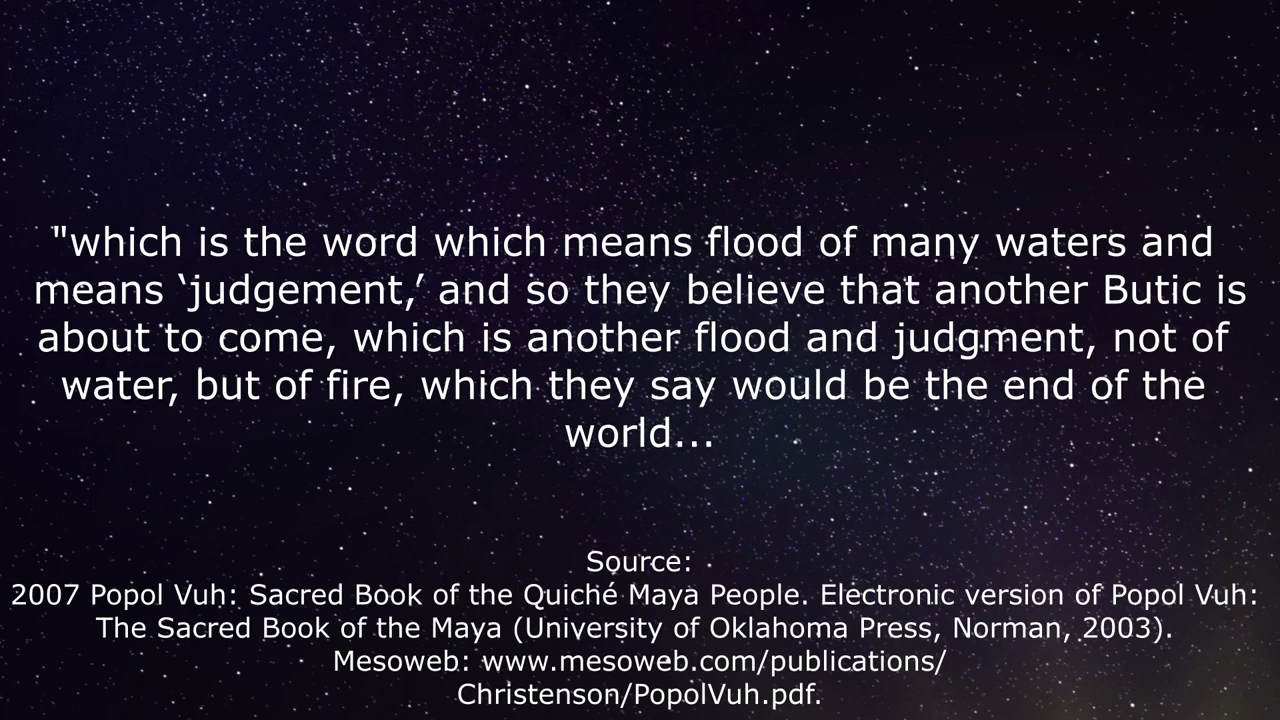 "which is the word which means flood of many waters and
means ‘judgement,’ and so they believe that another Butic is
about to come, which is another flood and judgment, not of
water, but of fire, which they say would be the end of the
world...
Source:
2007 Popol Vuh: Sacred Book of the Quiché Maya People. Electronic version of Popol Vuh:
The Sacred Book of the Maya (University of Oklahoma Press, Norman, 2003).
Mesoweb: www.mesoweb.com/publications/
Christenson/PopolVuh.pdf.